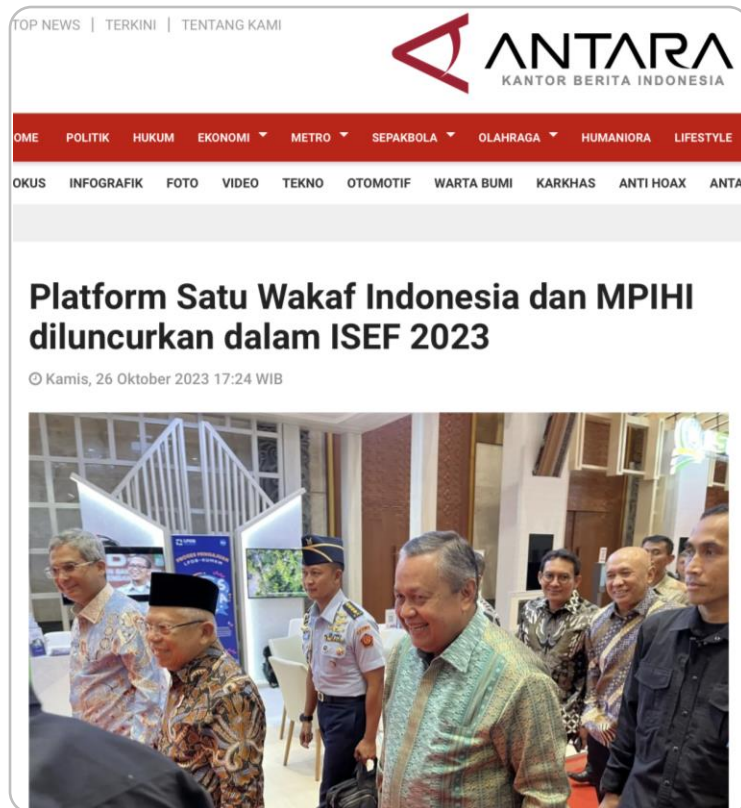 TOP NEWS | TERKINI | TENTANG KAMI
ANTARA
KANTOR BERITA INDONESIA
OME POLITIK HUKUM EKONOMI METRO SEPAKBOLA OLAHRAGA HUMANIORA LIFESTYLE
OKUS INFOGRAFIK FOTO VIDEO TEKNO OTOMOTIF WARTA BUMI KARKHAS ANTI HOAX ANTA
Platform Satu Wakaf Indonesia dan MPIHI
diluncurkan dalam ISEF 2023
Kamis, 26 Oktober 2023 17:24 WIB
PROSES PENGAJUAN